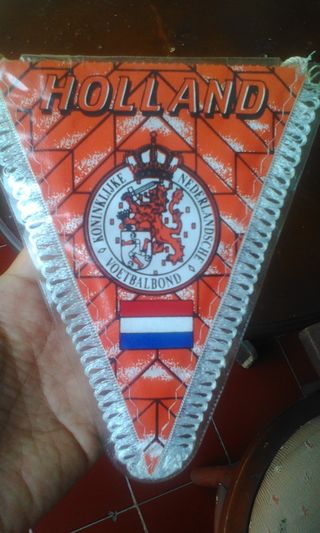 HOLLAND
KONINKLIJKE NEDERLANDSCHE
VOETBALBOND